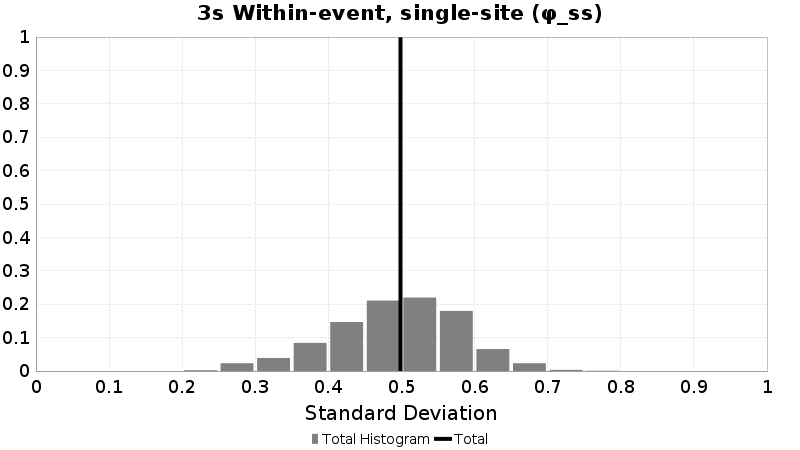 3s Within-event, single-site (φ_ss)
1
0.9
0.8
0.7
0.6
0.5
0.4
0.3
0.2
0.1
0
0 0.1 0.2 0.3 0.4 0.5 0.6 0.7 0.8 0.9 1
Standard Deviation
Total Histogram Total